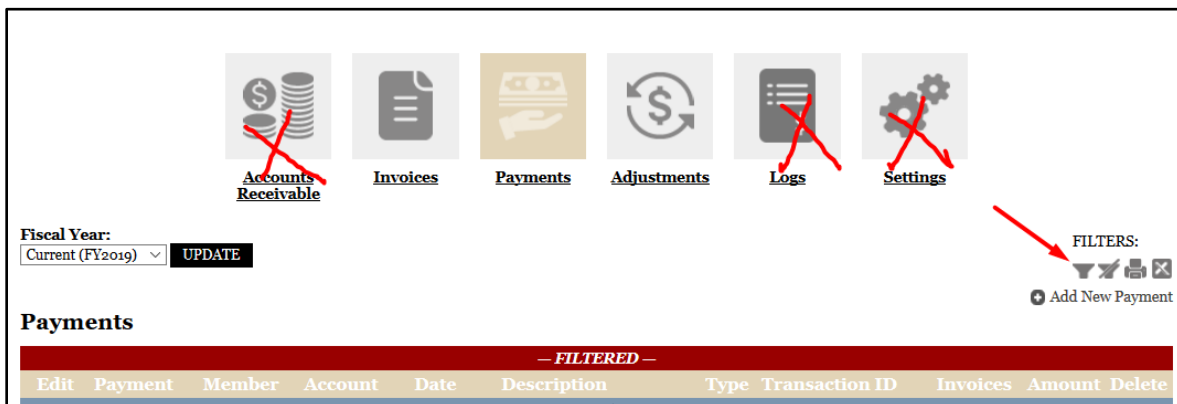 Accounts Receivable
Invoices
Payments
Adjustments
Logs
Settings
Fiscal Year:
Current (FY2019)
UPDATE
FILTERS:
Add New Payment
Payments
— FILTERED —
Edit Payment Member Account Date Description Type Transaction ID Invoices Amount Delete